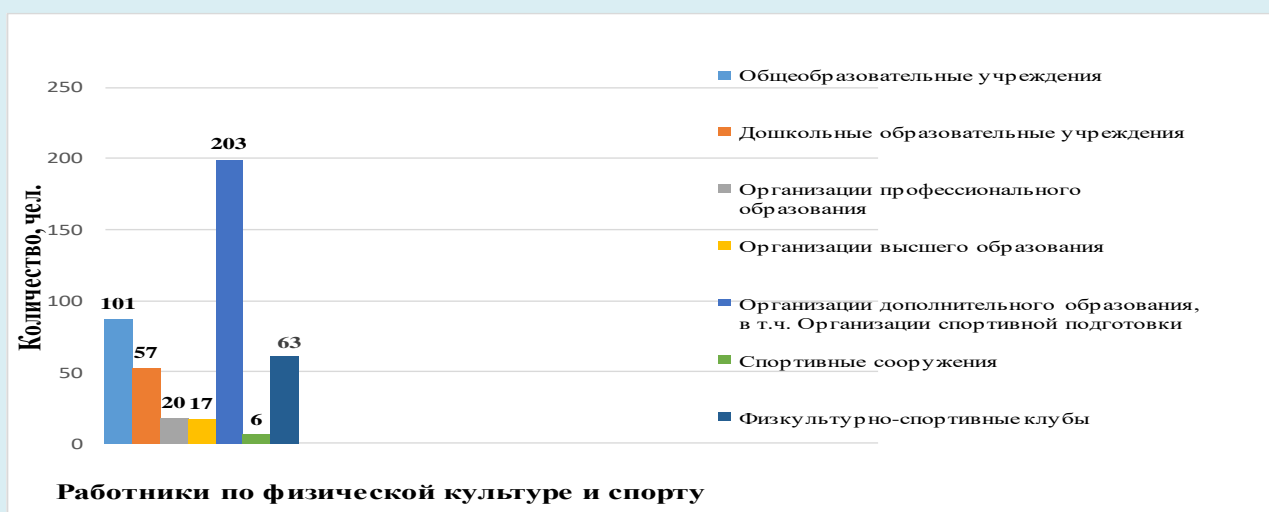 250
200
150
100
50
0
Количество, чел.
101
57
20
17
203
6
63
Работники по физической культуре и спорту
Общеобразовательные учреждения
Дошкольные образовательные учреждения
Организации профессионального
образования
Организации высшего образования
Организации дополнительного образования,
в т.ч. Организации спортивной подготовки
Спортивные сооружения
Физкультурно-спортивные клубы